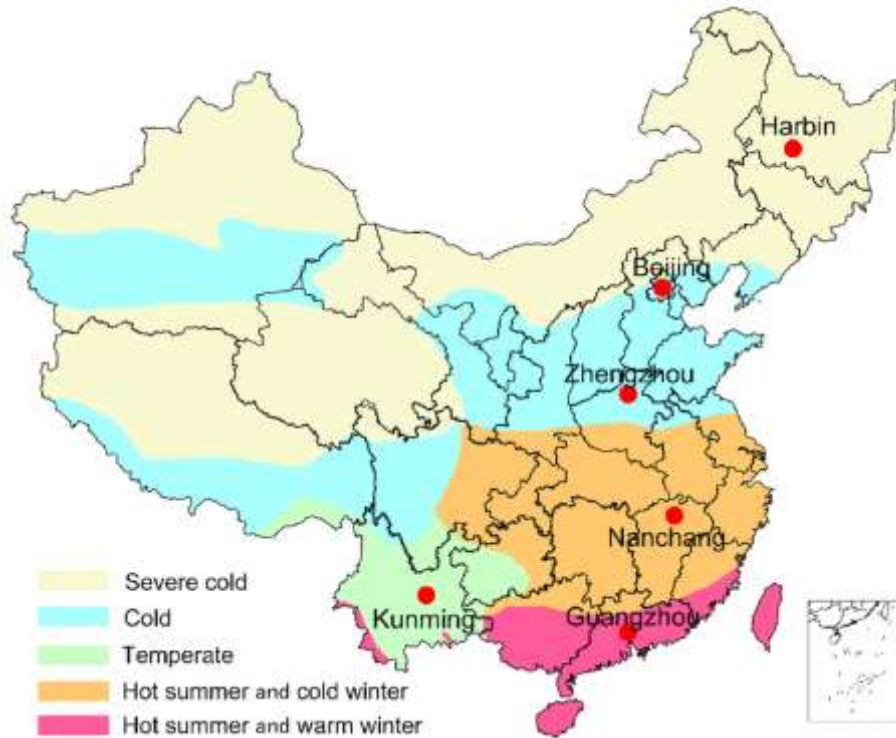 Harbin
Beijing
Zhengzhou
Nanchang
Kunming
Guangzhou
Severe cold
Cold
Temperate
Hot summer and cold winter
Hot summer and warm winter